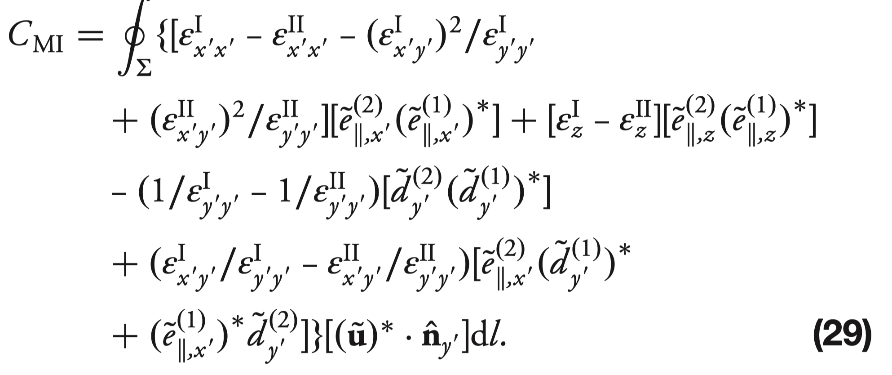 C_MI = ∮_Σ {[ε^I_{x′x′} – ε^II_{x′x′} – (ε^I_{x′y′})²/ε^I_{y′y′}
+ (ε^II_{x′y′})²/ε^II_{y′y′}][ẽ^(2)_{∥,x′}(ẽ^(1)_{∥,x′})*] + [ε^I_z – ε^II_z][ẽ^(2)_{∥,z}(ẽ^(1)_{∥,z})*]
– (1/ε^I_{y′y′} – 1/ε^II_{y′y′})[d̃^(2)_{y′}(d̃^(1)_{y′})*]
+ (ε^I_{x′y′}/ε^I_{y′y′} – ε^II_{x′y′}/ε^II_{y′y′})[ẽ^(2)_{∥,x′}(d̃^(1)_{y′})*
+ (ẽ^(1)_{∥,x′})* d̃^(2)_{y′}]}[(ũ)* · n̂_{y′}]dl. (29)